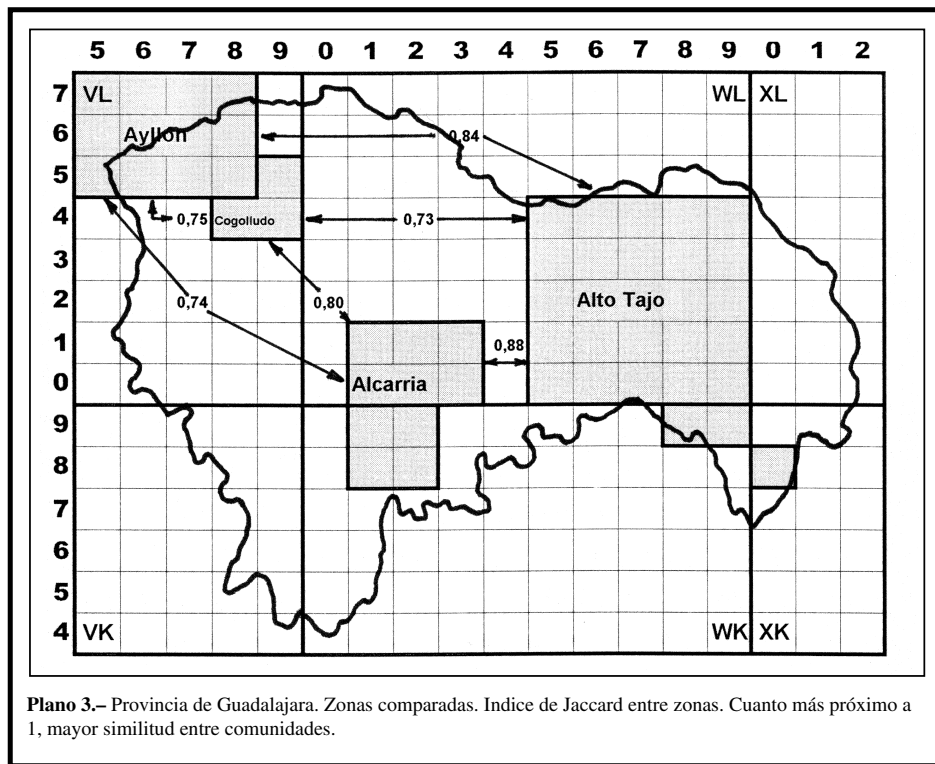 5 6 7 8 9 0 1 2 3 4 5 6 7 8 9 0 1 2
7 VL WL XL
6 Ayllon 0,84
5
4 0,75 Cogolludo 0,73
3
2 0,74 0,80 Alto Tajo
1 0,88
0 Alcarria
9
8
7
6
5
4 VK WK XK
Plano 3.– Provincia de Guadalajara. Zonas comparadas. Indice de Jaccard entre zonas. Cuanto más próximo a
1, mayor similitud entre comunidades.